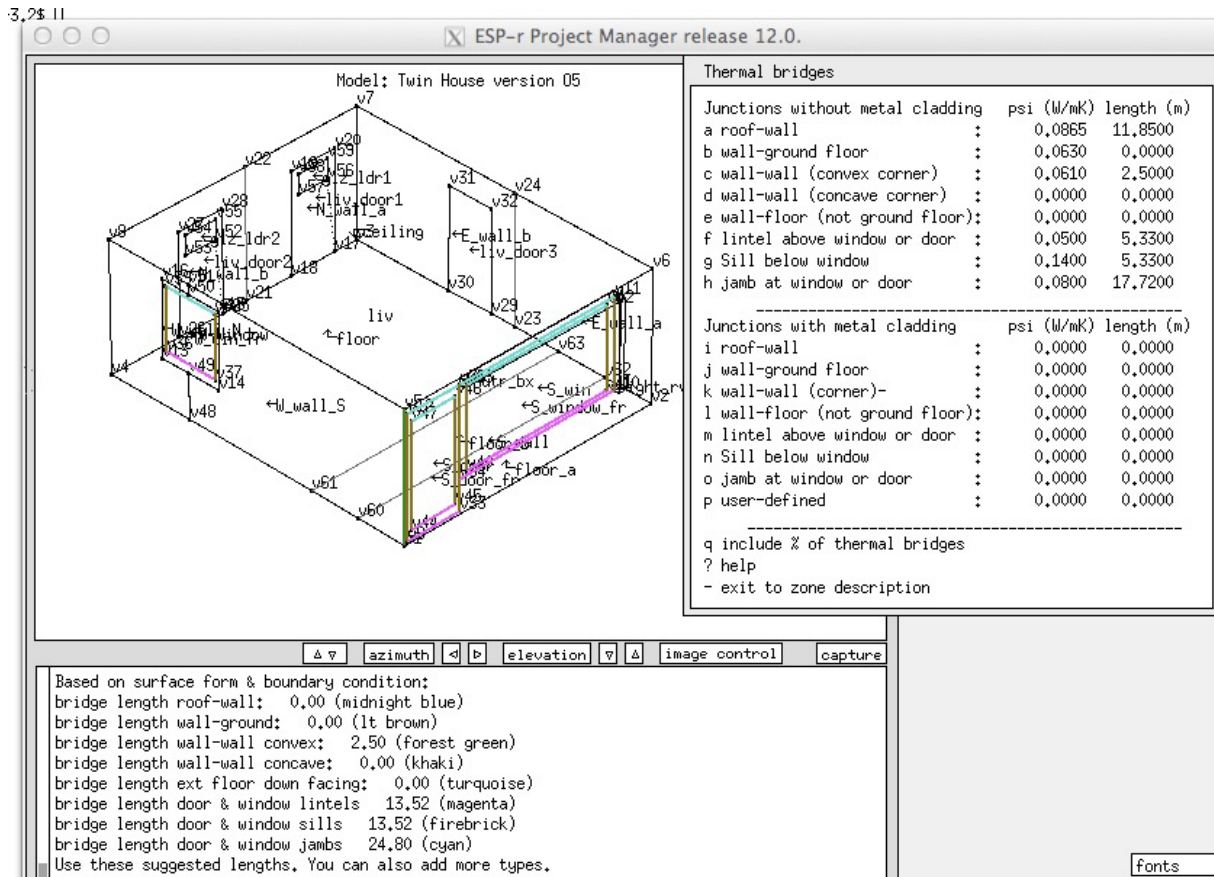 ESP-r Project Manager release 12.0.
Model: Twin House version 05
v7
v20
v59
v56
v57
v22
v31
v24
v32
v28
v55
v52
v9
←liv_door1
←N_wall_a
ceiling
←E_wall_b
←liv_door3
v17
v18
v6
←liv_door2
v21
v50
v30
v29
v23
liv
←floor
←E_wall_a
v63
v4
v49
v37
v14
v48
←W_wall_S
←S_win
←S_window_fr
v2
v47
←floor_a
←S_door_fr
v61
v60
v45
Thermal bridges
Junctions without metal cladding psi (W/mK) length (m)
a roof-wall : 0.0865 11.8500
b wall-ground floor : 0.0630 0.0000
c wall-wall (convex corner) : 0.0610 2.5000
d wall-wall (concave corner) : 0.0000 0.0000
e wall-floor (not ground floor): 0.0000 0.0000
f lintel above window or door : 0.0500 5.3300
g Sill below window : 0.1400 5.3300
h jamb at window or door : 0.0800 17.7200
Junctions with metal cladding psi (W/mK) length (m)
i roof-wall : 0.0000 0.0000
j wall-ground floor : 0.0000 0.0000
k wall-wall (corner)- : 0.0000 0.0000
l wall-floor (not ground floor): 0.0000 0.0000
m lintel above window or door : 0.0000 0.0000
n Sill below window : 0.0000 0.0000
o jamb at window or door : 0.0000 0.0000
p user-defined : 0.0000 0.0000
q include % of thermal bridges
? help
- exit to zone description
azimuth
elevation
image control
capture
Based on surface form & boundary condition:
bridge length roof-wall: 0.00 (midnight blue)
bridge length wall-ground: 0.00 (lt brown)
bridge length wall-wall convex: 2.50 (forest green)
bridge length wall-wall concave: 0.00 (khaki)
bridge length ext floor down facing: 0.00 (turquoise)
bridge length door & window lintels 13.52 (magenta)
bridge length door & window sills 13.52 (firebrick)
bridge length door & window jambs 24.80 (cyan)
Use these suggested lengths. You can also add more types.
fonts